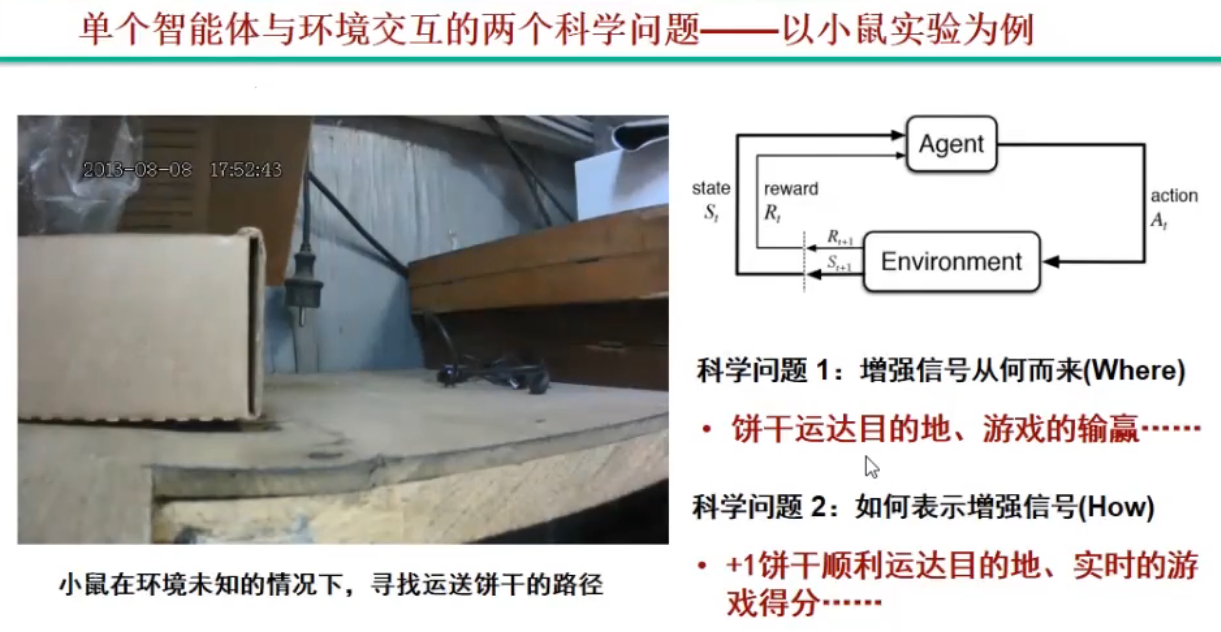 单个智能体与环境交互的两个科学问题——以小鼠实验为例
2013-08-08 17:52:43
小鼠在环境未知的情况下，寻找运送饼干的路径
Agent
state
S_t
reward
R_t
action
A_t
R_{t+1}
S_{t+1}
Environment
科学问题 1：增强信号从何而来(Where)
• 饼干运达目的地、游戏的输赢……
科学问题 2：如何表示增强信号(How)
• +1饼干顺利运达目的地、实时的游
戏得分……